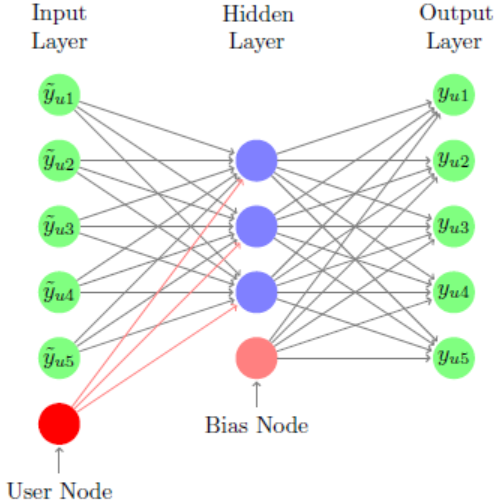 Input Layer
Hidden Layer
Output Layer
ỹu1
ỹu2
ỹu3
ỹu4
ỹu5
yu1
yu2
yu3
yu4
yu5
Bias Node
User Node